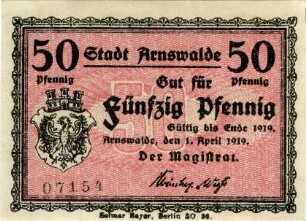 50 Stadt Arnswalde 50
Pfennig Pfennig
Gut für
Fünfzig Pfennig
Gültig bis Ende 1919.
Arnswalde, den 1. April 1919.
Der Magistrat.
07154
Selmar Bayer, Berlin SO 36.